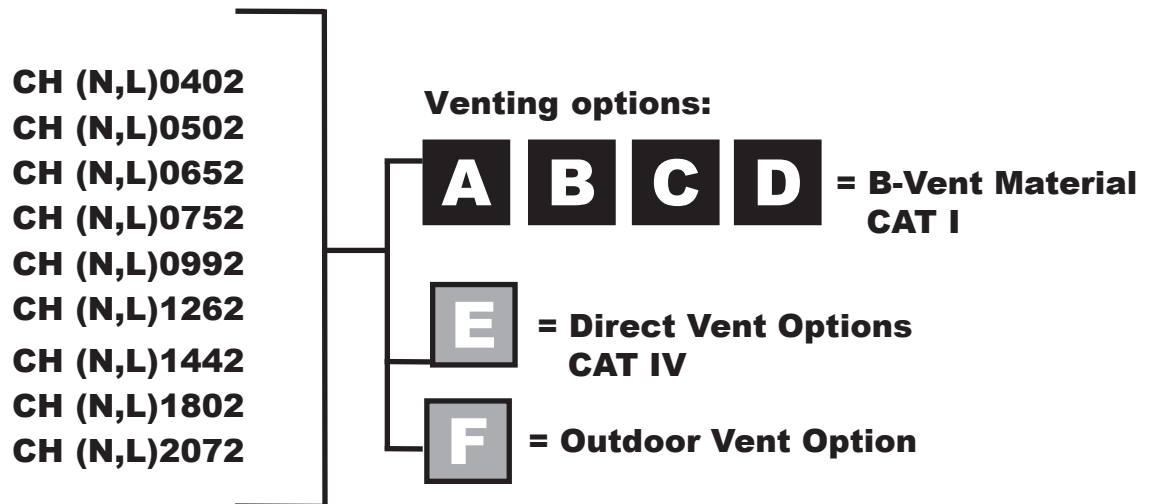 CH (N,L)0402
CH (N,L)0502
CH (N,L)0652
CH (N,L)0752
CH (N,L)0992
CH (N,L)1262
CH (N,L)1442
CH (N,L)1802
CH (N,L)2072
Venting options:
A B C D = B-Vent Material
CAT I
E = Direct Vent Options
CAT IV
F = Outdoor Vent Option